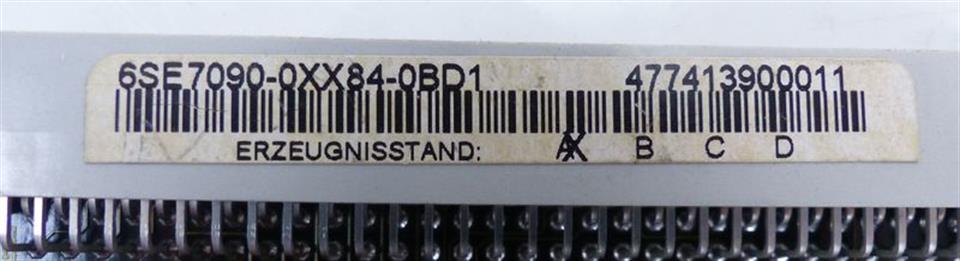 6SE7090-0XX84-0BD1 477413900011
ERZEUGNISSTAND: A B C D